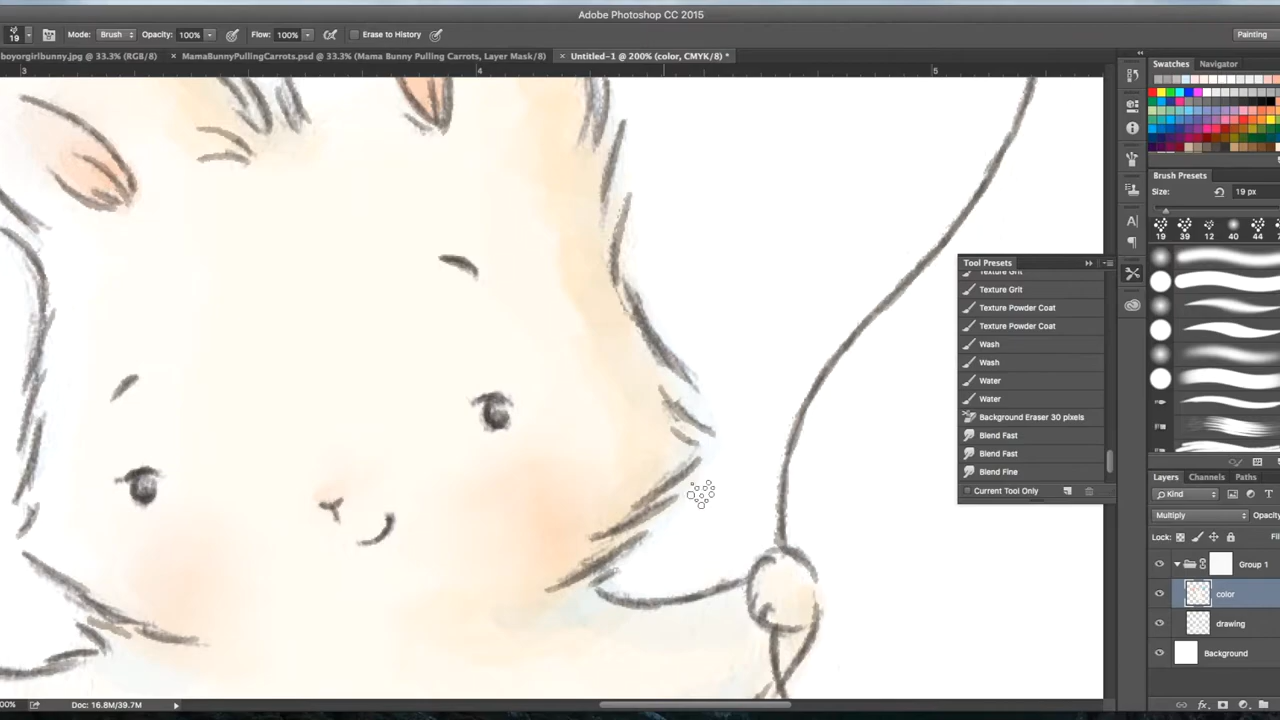 Adobe Photoshop CC 2015
19 Mode: Brush Opacity: 100% Flow: 100% Erase to History Painting
boyorgirlbunny.jpg @ 33.3% (RGB/8) × MamaBunnyPullingCarrots.psd @ 33.3% (Mama Bunny Pulling Carrots, Layer Mask/8) × Untitled-1 @ 200% (color, CMYK/8) *
3 4 5
Swatches Navigator
Brush Presets
Size: 19 px
19 39 12 40 44
Tool Presets
Texture Grit
Texture Powder Coat
Texture Powder Coat
Wash
Wash
Water
Water
Background Eraser 30 pixels
Blend Fast
Blend Fast
Blend Fine
Current Tool Only
Layers Channels Paths
Kind
Multiply Opacity:
Lock:
Group 1
color
drawing
Background
Doc: 16.8M/39.7M